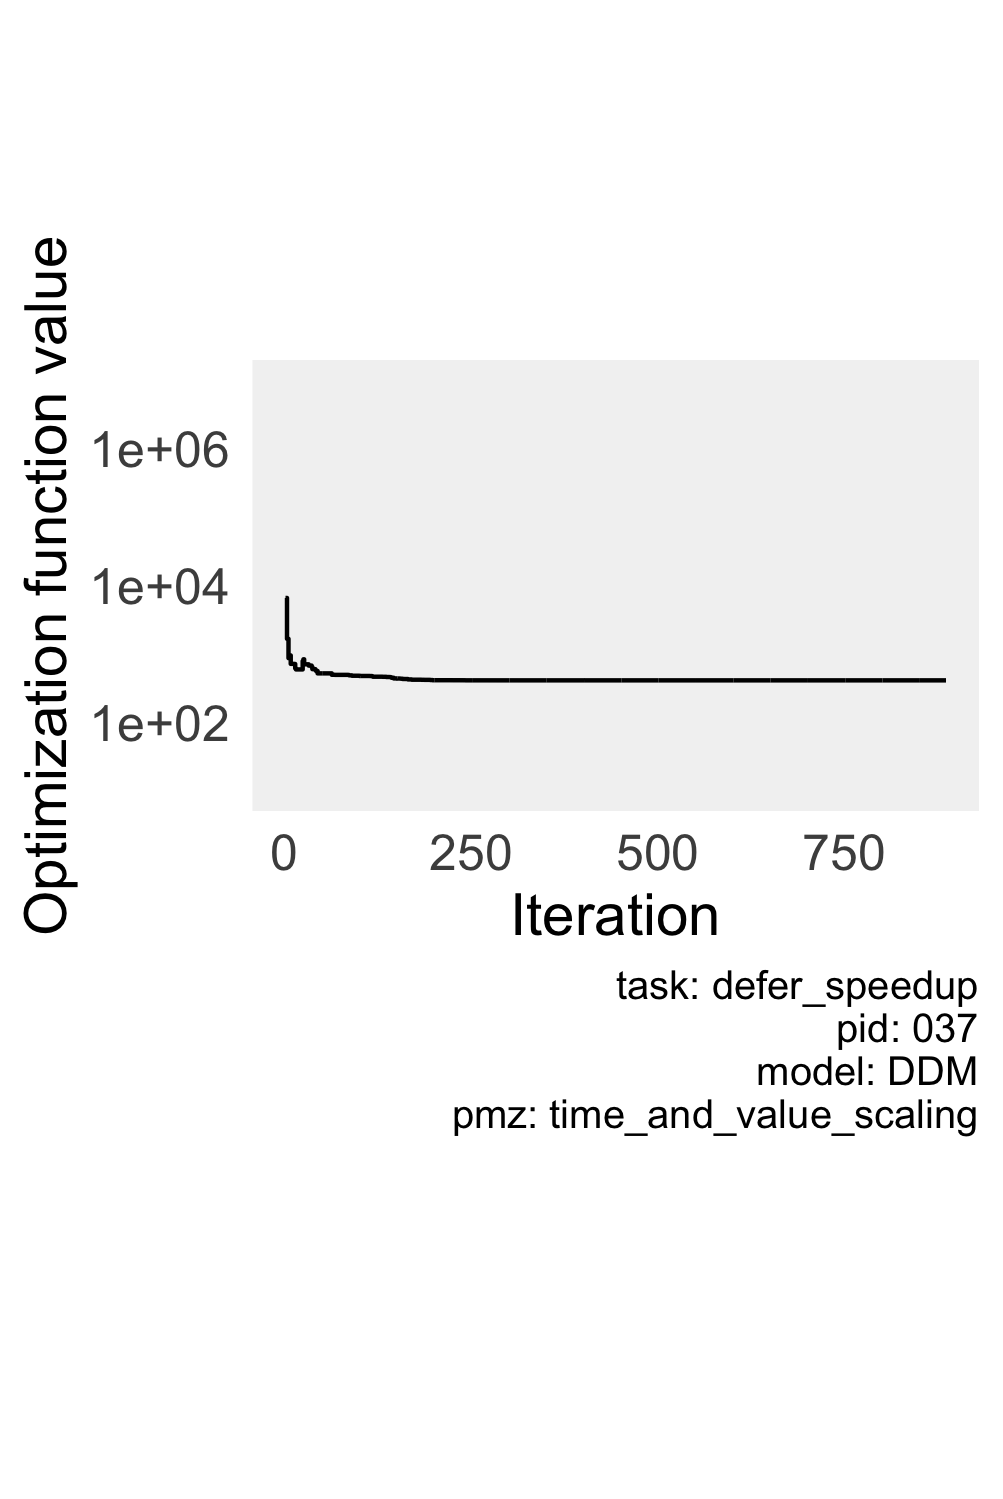 Optimization function value
1e+06
1e+04
1e+02
0 250 500 750
Iteration
task: defer_speedup
pid: 037
model: DDM
pmz: time_and_value_scaling